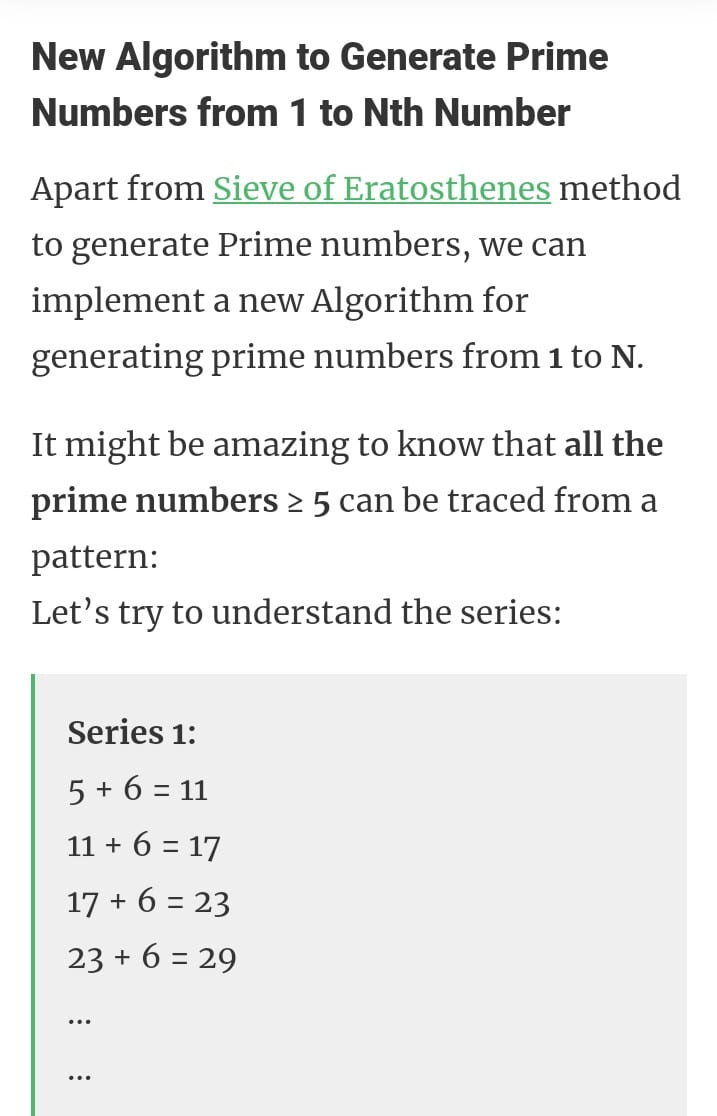 New Algorithm to Generate Prime
Numbers from 1 to Nth Number
Apart from Sieve of Eratosthenes method
to generate Prime numbers, we can
implement a new Algorithm for
generating prime numbers from 1 to N.
It might be amazing to know that all the
prime numbers ≥ 5 can be traced from a
pattern:
Let’s try to understand the series:
Series 1:
5 + 6 = 11
11 + 6 = 17
17 + 6 = 23
23 + 6 = 29
...
...